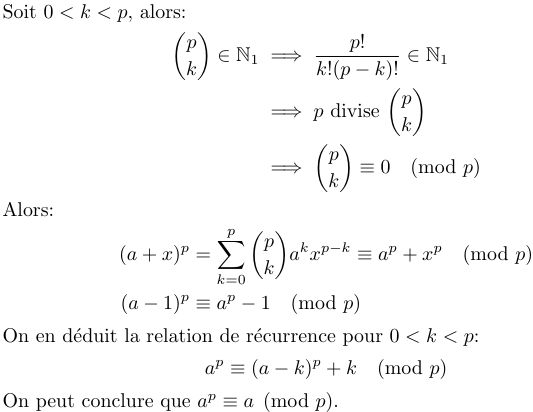 Soit $0 < k < p$, alors:
$\binom{p}{k} \in \mathbb{N}_1 \implies \frac{p!}{k!(p-k)!} \in \mathbb{N}_1$
$\implies p \text{ divise } \binom{p}{k}$
$\implies \binom{p}{k} \equiv 0 \pmod{p}$
Alors:
$(a + x)^p = \sum_{k=0}^{p} \binom{p}{k} a^k x^{p-k} \equiv a^p + x^p \pmod{p}$
$(a - 1)^p \equiv a^p - 1 \pmod{p}$
On en déduit la relation de récurrence pour $0 < k < p$:
$a^p \equiv (a - k)^p + k \pmod{p}$
On peut conclure que $a^p \equiv a \pmod{p}$.